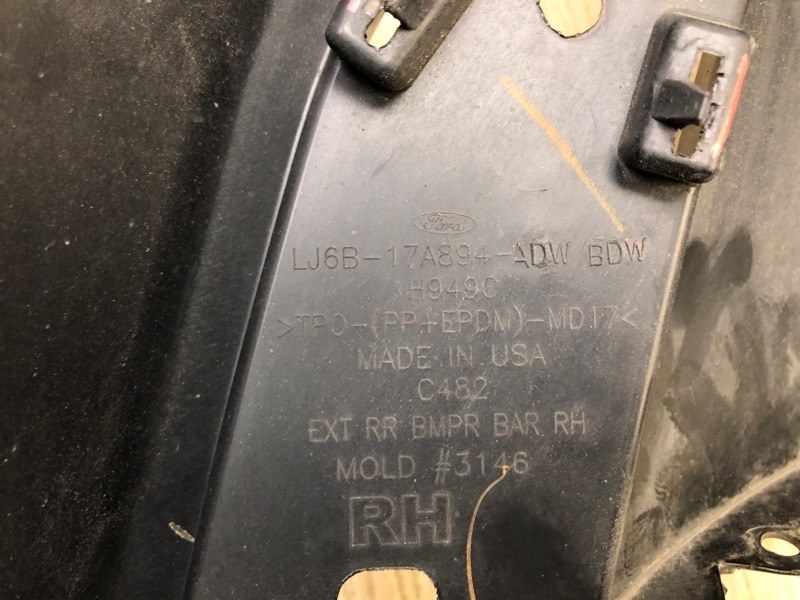 Ford
LJ6B-17A894-ADW BDW
H949C
>TPO-(PP+EPDM)-MD17<
MADE IN USA
C482
EXT RR BMPR BAR RH
MOLD #3146
RH